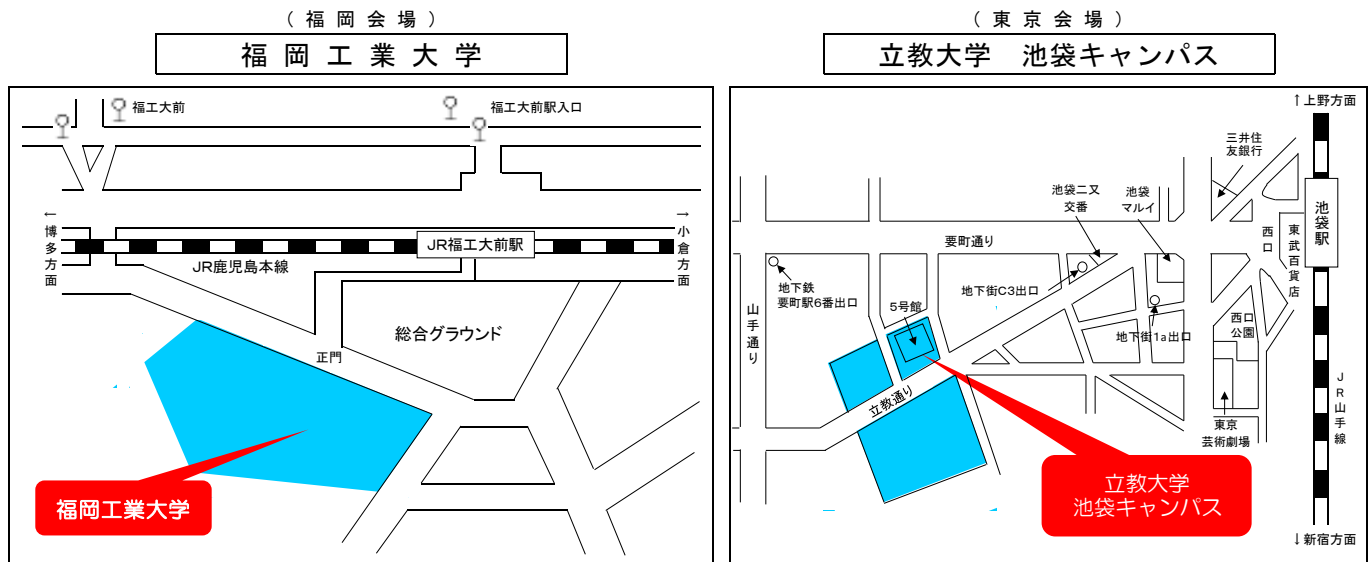 （福岡会場）
福岡工業大学
福工大前
福工大前駅入口
←
博多方面
→
小倉方面
JR福工大前駅
JR鹿児島本線
総合グラウンド
正門
福岡工業大学
（東京会場）
立教大学　池袋キャンパス
↑上野方面
三井住
友銀行
池袋二又
交番
池袋
マルイ
池袋駅
西口
東武百貨店
要町通り
地下鉄
要町駅6番出口
地下街C3出口
5号館
地下街1a出口
西口
公園
山手通り
立教通り
東京
芸術劇場
JR山手線
立教大学
池袋キャンパス
↓新宿方面